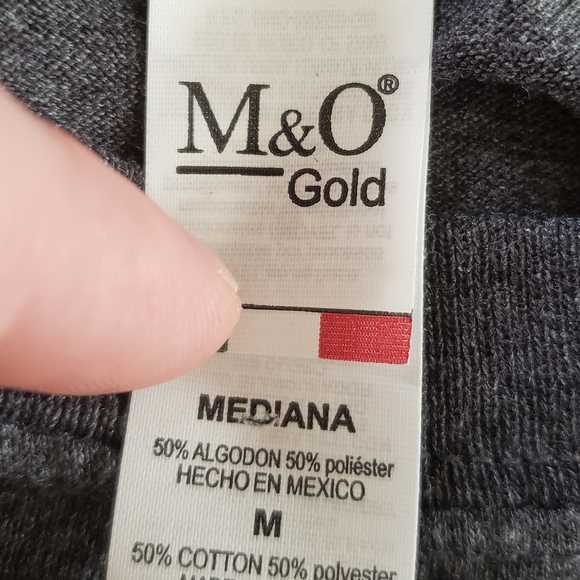 M&O®
Gold
MEDIANA
50% ALGODON 50% poliéster
HECHO EN MEXICO
M
50% COTTON 50% polyester